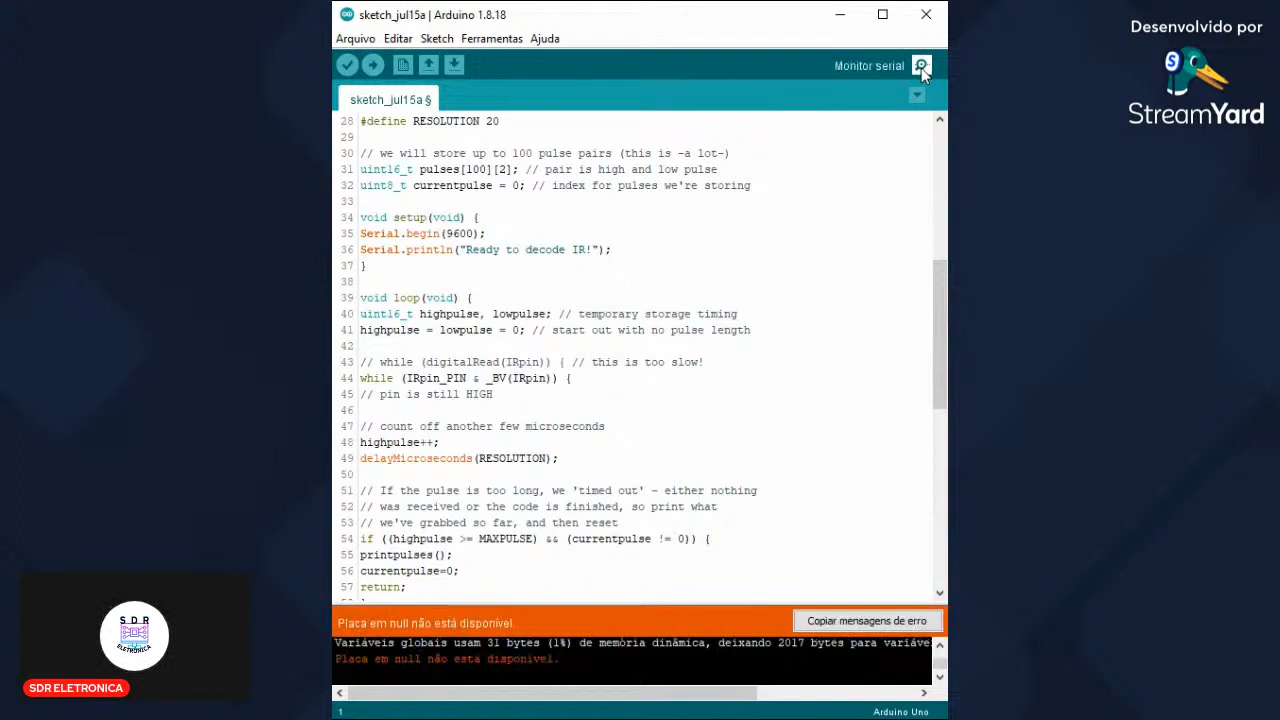 sketch_jul15a | Arduino 1.8.18
Arquivo Editar Sketch Ferramentas Ajuda
Monitor serial
sketch_jul15a §
28 #define RESOLUTION 20
29
30 // we will store up to 100 pulse pairs (this is -a lot-)
31 uint16_t pulses[100][2]; // pair is high and low pulse
32 uint8_t currentpulse = 0; // index for pulses we're storing
33
34 void setup(void) {
35 Serial.begin(9600);
36 Serial.println("Ready to decode IR!");
37 }
38
39 void loop(void) {
40 uint16_t highpulse, lowpulse; // temporary storage timing
41 highpulse = lowpulse = 0; // start out with no pulse length
42
43 // while (digitalRead(IRpin)) { // this is too slow!
44 while (IRpin_PIN & _BV(IRpin)) {
45 // pin is still HIGH
46
47 // count off another few microseconds
48 highpulse++;
49 delayMicroseconds(RESOLUTION);
50
51 // If the pulse is too long, we 'timed out' - either nothing
52 // was received or the code is finished, so print what
53 // we've grabbed so far, and then reset
54 if ((highpulse >= MAXPULSE) && (currentpulse != 0)) {
55 printpulses();
56 currentpulse=0;
57 return;
Placa em null não está disponível.
Copiar mensagens de erro
Variáveis globais usam 31 bytes (1%) de memória dinâmica, deixando 2017 bytes para variáve
Placa em null não está disponível.
1
Arduino Uno
Desenvolvido por
S
StreamYard
S D R
ELETRONICA
SDR ELETRONICA